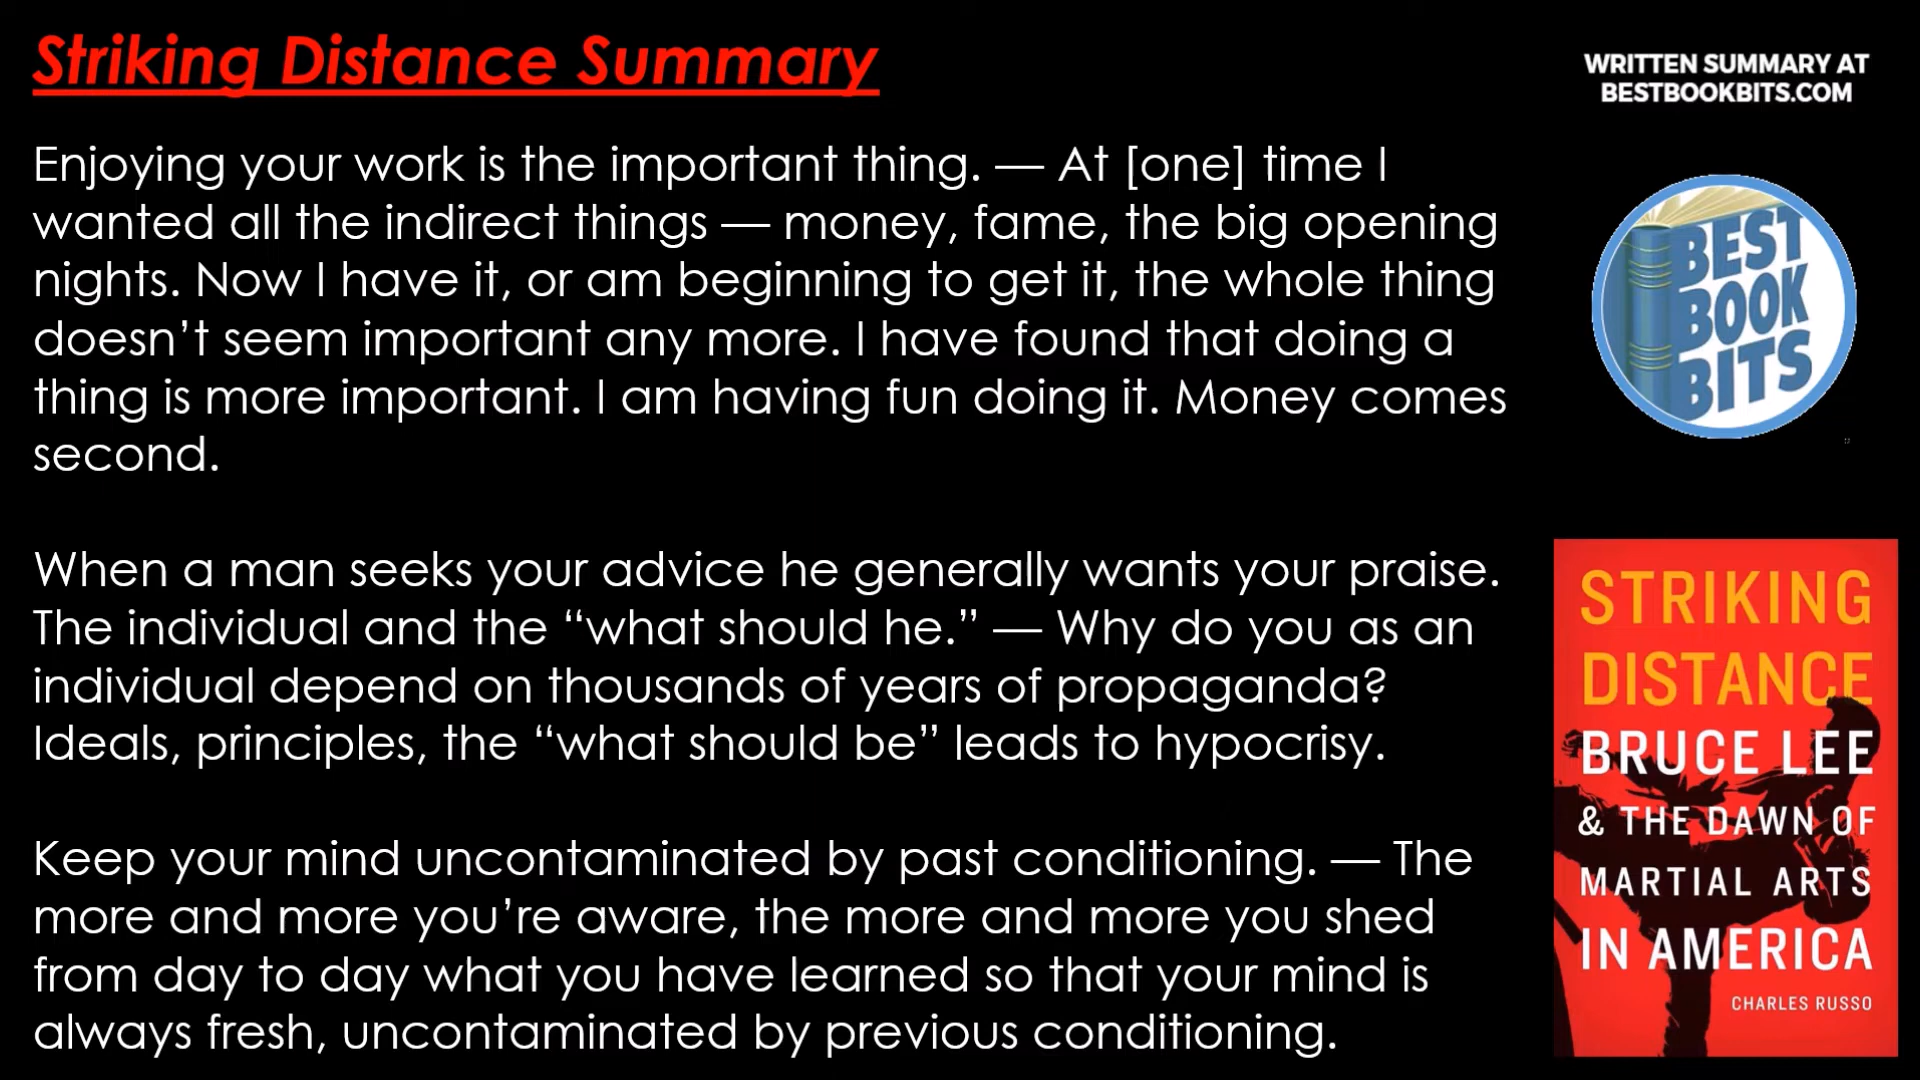 Striking Distance Summary
WRITTEN SUMMARY AT
BESTBOOKBITS.COM
Enjoying your work is the important thing. — At [one] time I
wanted all the indirect things — money, fame, the big opening
nights. Now I have it, or am beginning to get it, the whole thing
doesn’t seem important any more. I have found that doing a
thing is more important. I am having fun doing it. Money comes
second.
When a man seeks your advice he generally wants your praise.
The individual and the “what should he.” — Why do you as an
individual depend on thousands of years of propaganda?
Ideals, principles, the “what should be” leads to hypocrisy.
Keep your mind uncontaminated by past conditioning. — The
more and more you’re aware, the more and more you shed
from day to day what you have learned so that your mind is
always fresh, uncontaminated by previous conditioning.
BEST
BOOK
BITS
STRIKING
DISTANCE
BRUCE LEE
& THE DAWN OF
MARTIAL ARTS
IN AMERICA
CHARLES RUSSO